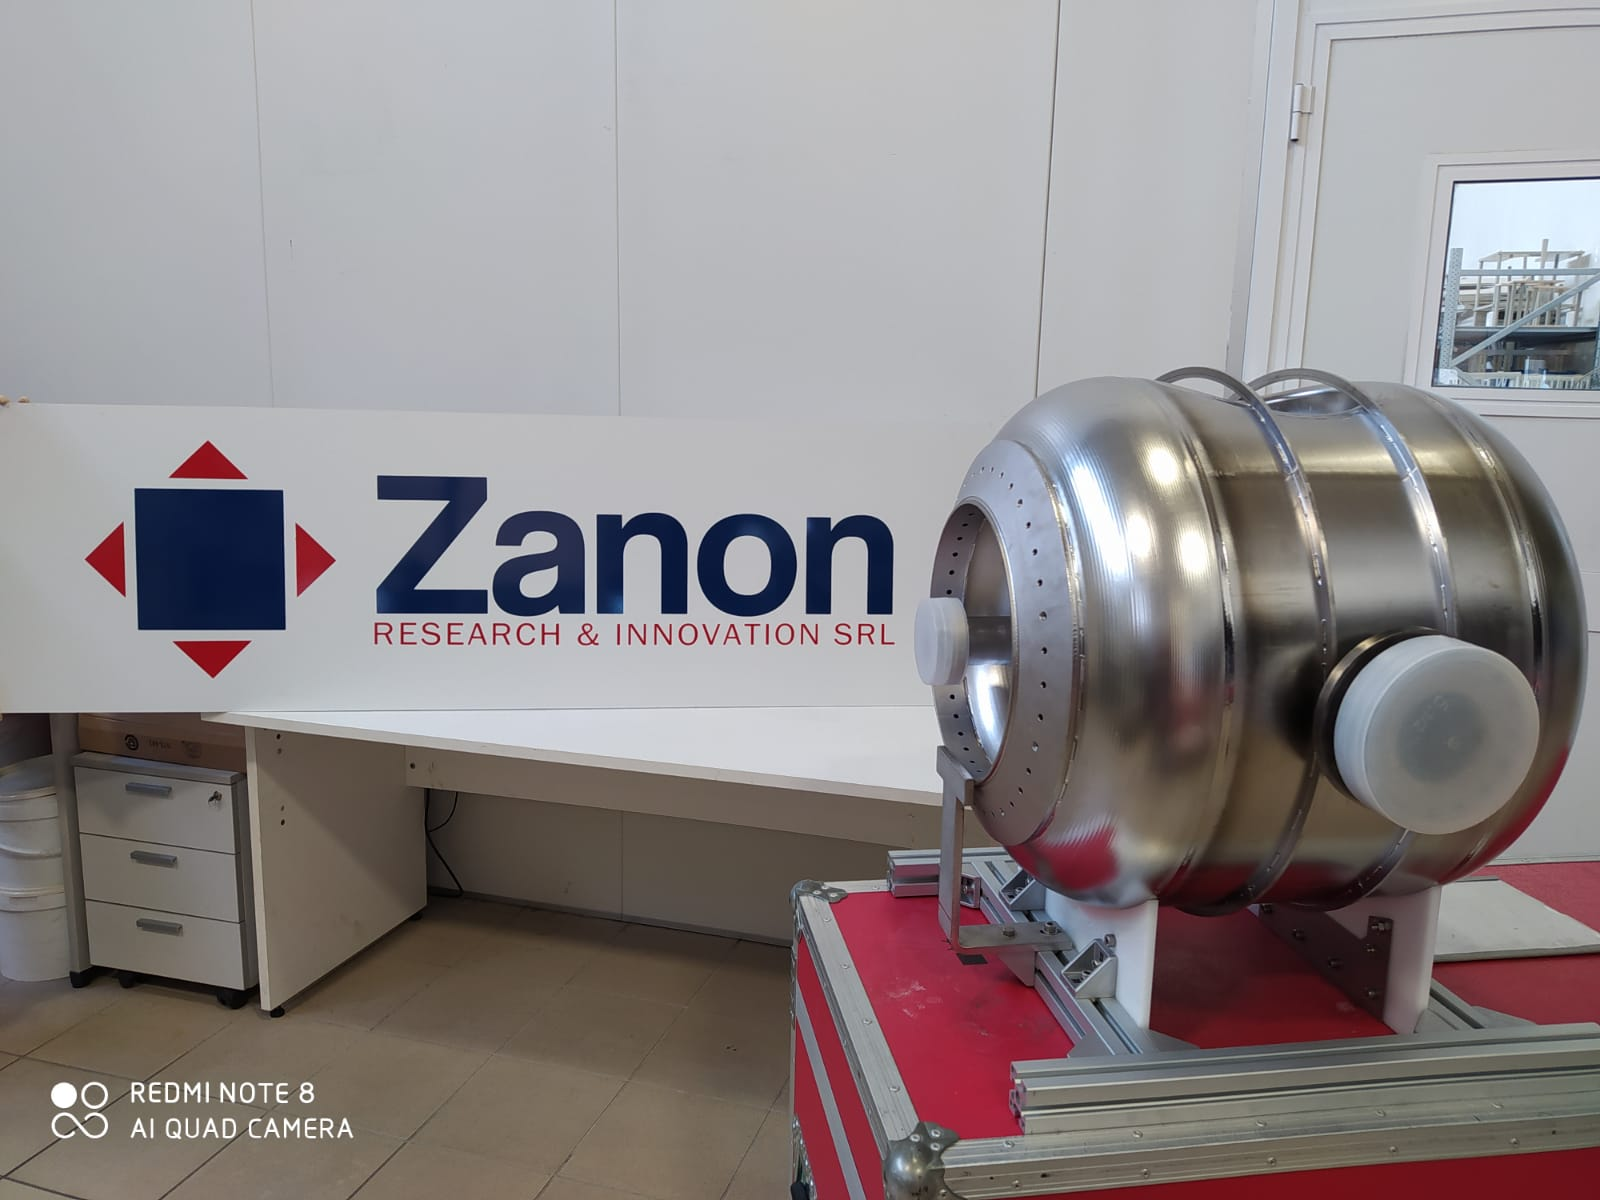 Zanon
RESEARCH & INNOVATION SRL
REDMI NOTE 8
AI QUAD CAMERA